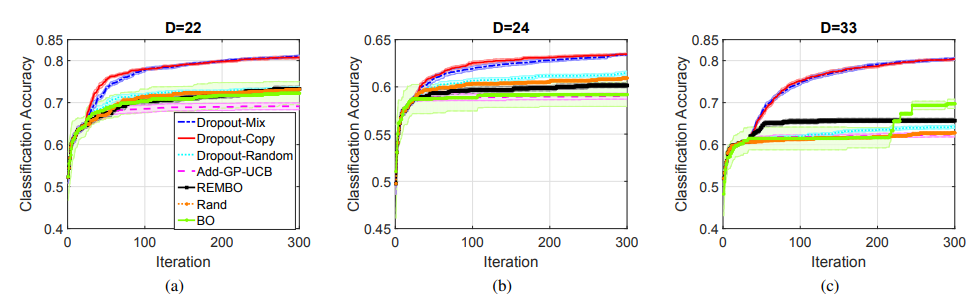 D=22
Classification Accuracy
0.85
0.8
0.7
0.6
0.5
0.4
0
100
200
300
Iteration
Dropout-Mix
Dropout-Copy
Dropout-Random
Add-GP-UCB
REMBO
Rand
BO
(a)
D=24
Classification Accuracy
0.65
0.6
0.55
0.5
0.45
0
100
200
300
Iteration
(b)
D=33
Classification Accuracy
0.85
0.8
0.7
0.6
0.5
0.4
0
100
200
300
Iteration
(c)